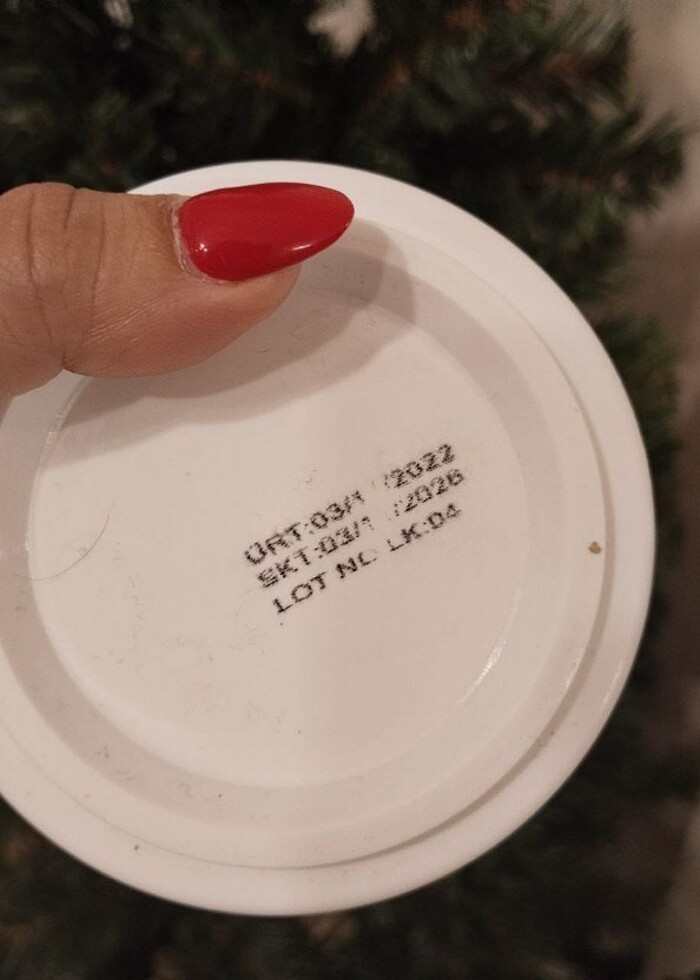 ÜRT:03/1 /2022
SKT:03/1 /2026
LOT NO LK:04